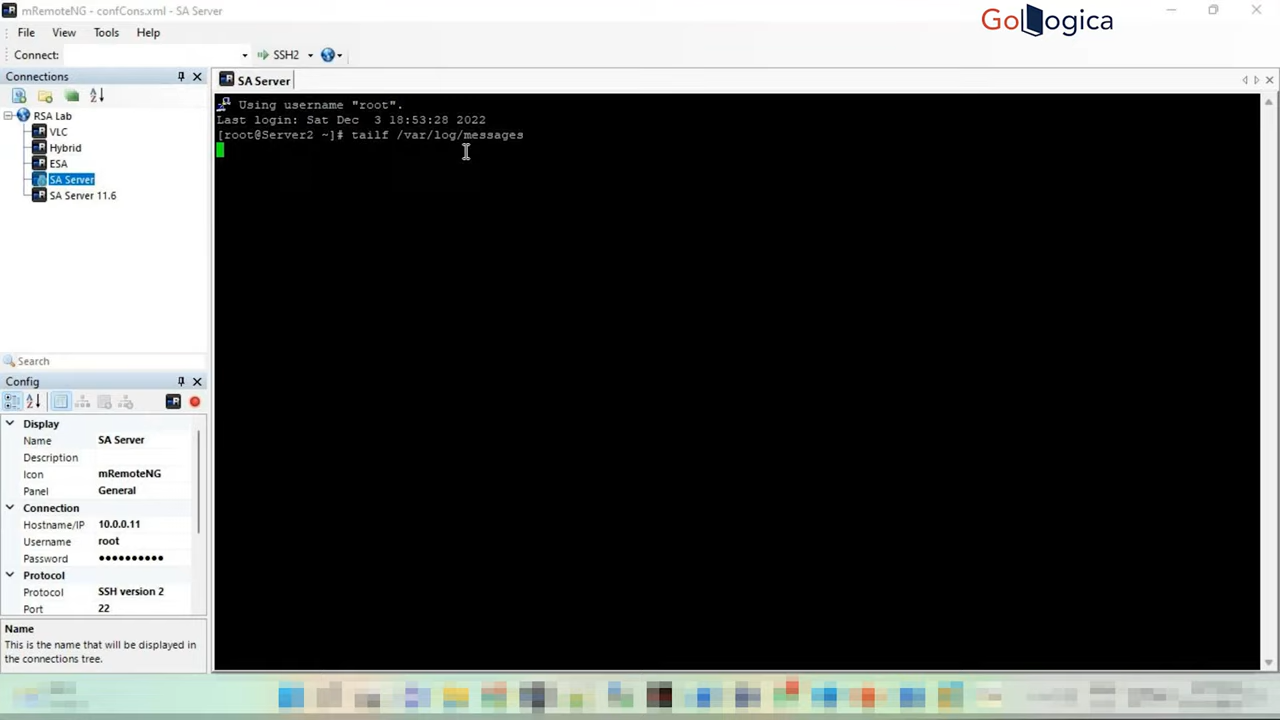 mRemoteNG - confCons.xml - SA Server
GoLogica
File View Tools Help
Connect: SSH2
Connections
RSA Lab
VLC
Hybrid
ESA
SA Server
SA Server 11.6
Search
Config
Display
Name SA Server
Description
Icon mRemoteNG
Panel General
Connection
Hostname/IP 10.0.0.11
Username root
Password ●●●●●●●●●●
Protocol
Protocol SSH version 2
Port 22
Name
This is the name that will be displayed in
the connections tree.
SA Server
Using username "root".
Last login: Sat Dec  3 18:53:28 2022
[root@Server2 ~]# tailf /var/log/messages